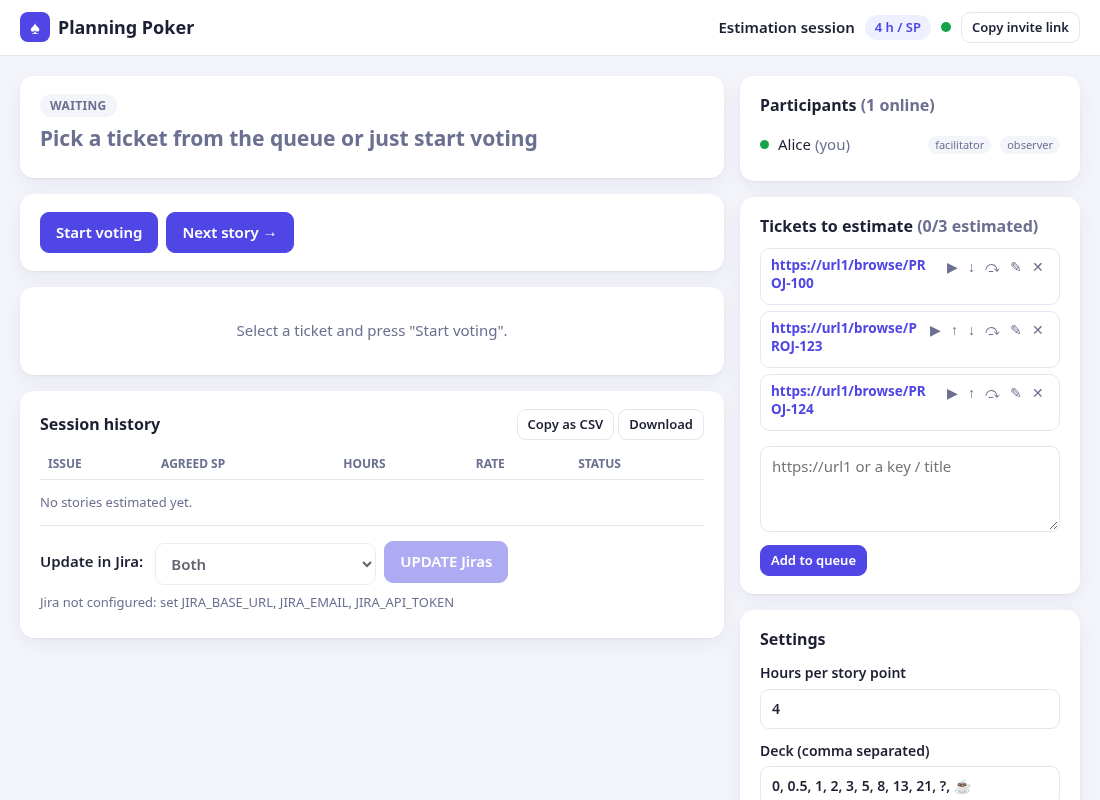 ♠ Planning Poker
Estimation session 4 h / SP Copy invite link
WAITING
Pick a ticket from the queue or just start voting
Start voting Next story →
Select a ticket and press "Start voting".
Session history Copy as CSV Download
ISSUE AGREED SP HOURS RATE STATUS
No stories estimated yet.
Update in Jira: Both UPDATE Jiras
Jira not configured: set JIRA_BASE_URL, JIRA_EMAIL, JIRA_API_TOKEN
Participants (1 online)
Alice (you) facilitator observer
Tickets to estimate (0/3 estimated)
https://url1/browse/PR ▶ ↓ ↷ ✎ ✕
OJ-100
https://url1/browse/P ▶ ↑ ↓ ↷ ✎ ✕
ROJ-123
https://url1/browse/PR ▶ ↑ ↷ ✎ ✕
OJ-124
https://url1 or a key / title
Add to queue
Settings
Hours per story point
4
Deck (comma separated)
0, 0.5, 1, 2, 3, 5, 8, 13, 21, ?, ☕